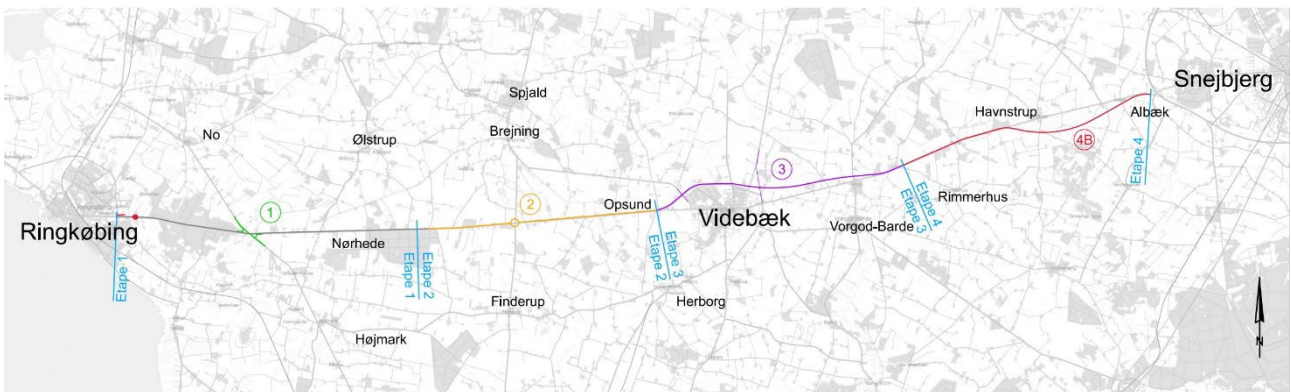 Snejbjerg
Spjald
Havnstrup
Albæk
No
Ølstrup
Brejning
4B
Etape 4
3
Rimmerhus
Etape 4
Etape 3
1
2
Opsund
Videbæk
Vorgod-Barde
Ringkøbing
Nørhede
Etape 1
Etape 2
Etape 1
Etape 3
Etape 2
Finderup
Herborg
Højmark
N